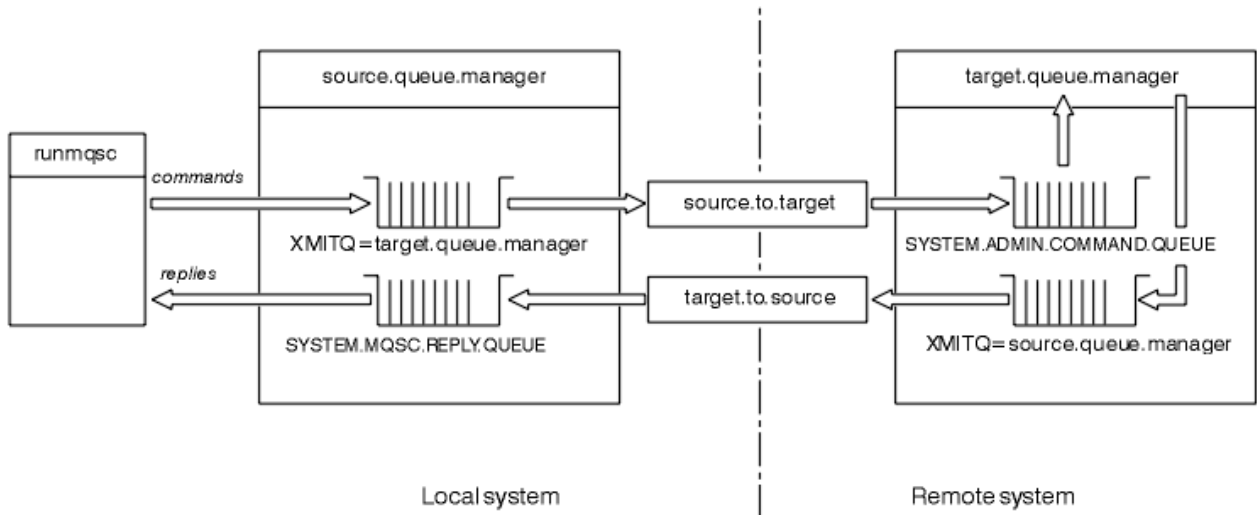 source.queue.manager
target.queue.manager
runmqsc
commands
source.to.target
XMITQ=target.queue.manager
SYSTEM.ADMIN.COMMAND.QUEUE
replies
target.to.source
SYSTEM.MQSC.REPLY.QUEUE
XMITQ=source.queue.manager
Local system
Remote system